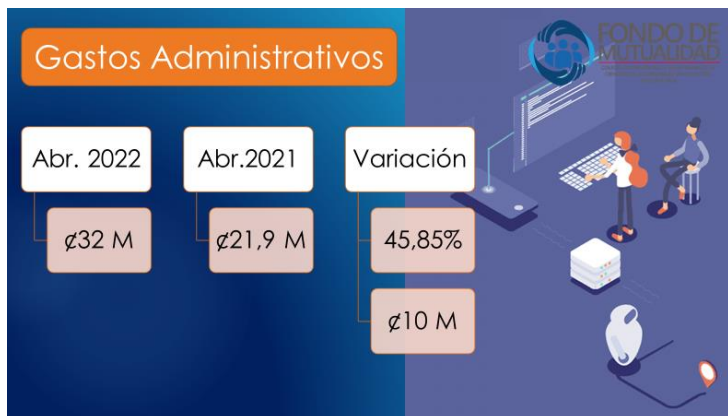 Gastos Administrativos
FONDO DE
MUTUALIDAD
Abr. 2022
Abr.2021
Variación
¢32 M
¢21,9 M
45,85%
¢10 M